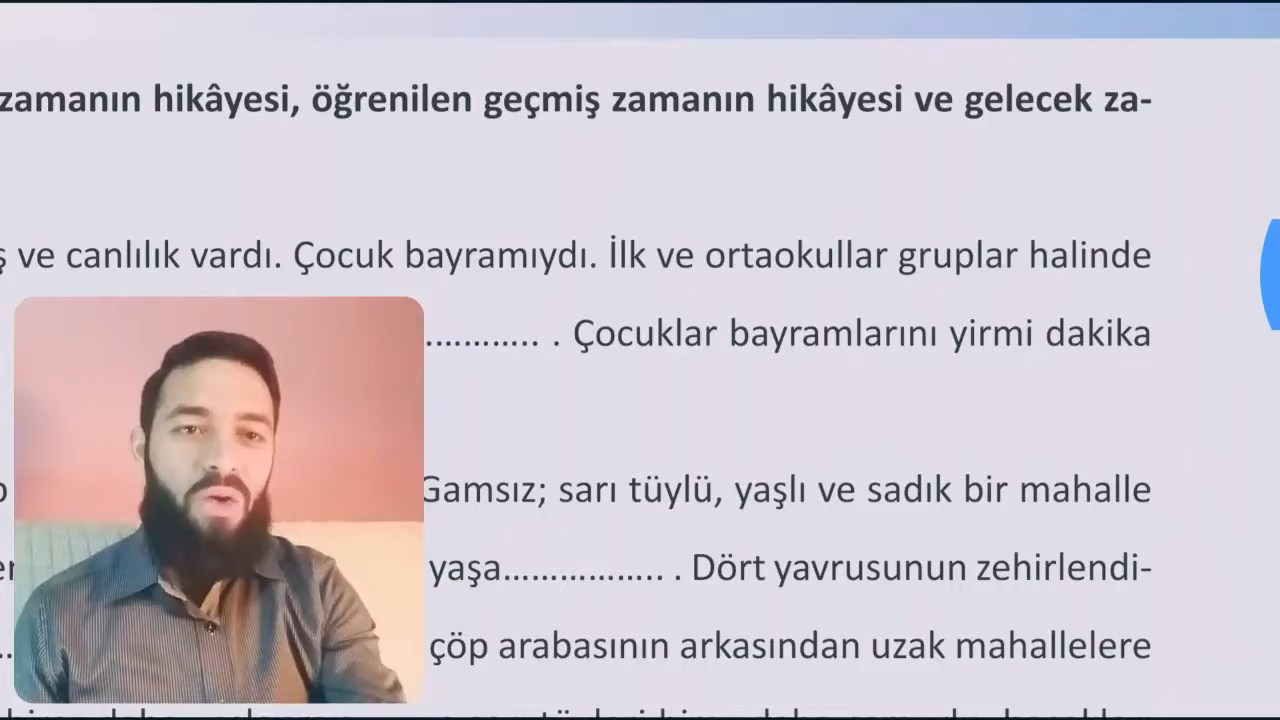 zamanın hikâyesi, öğrenilen geçmiş zamanın hikâyesi ve gelecek za-
ş ve canlılık vardı. Çocuk bayramıydı. İlk ve ortaokullar gruplar halinde
............ . Çocuklar bayramlarını yirmi dakika
Gamsız; sarı tüylü, yaşlı ve sadık bir mahalle
yaşa................ . Dört yavrusunun zehirlendi-
çöp arabasının arkasından uzak mahallelere